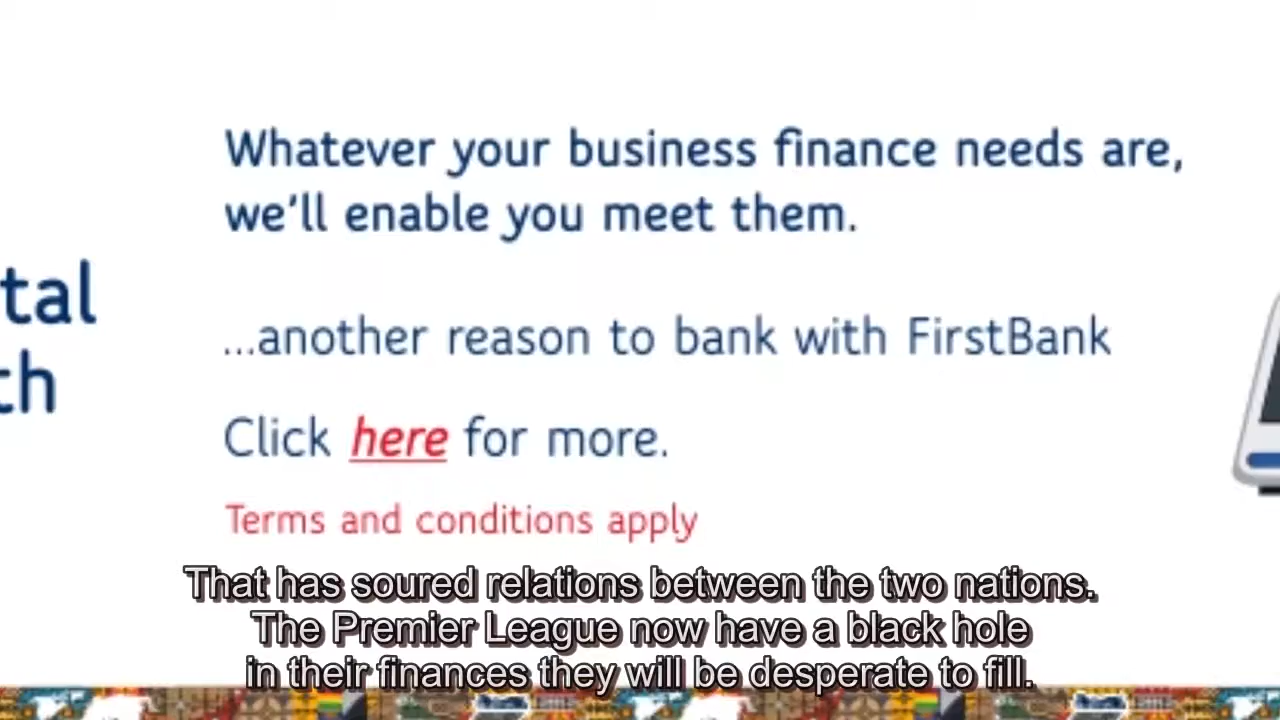 Whatever your business finance needs are,
we'll enable you meet them.
tal
th
...another reason to bank with FirstBank
Click here for more.
Terms and conditions apply
That has soured relations between the two nations.
The Premier League now have a black hole
in their finances they will be desperate to fill.